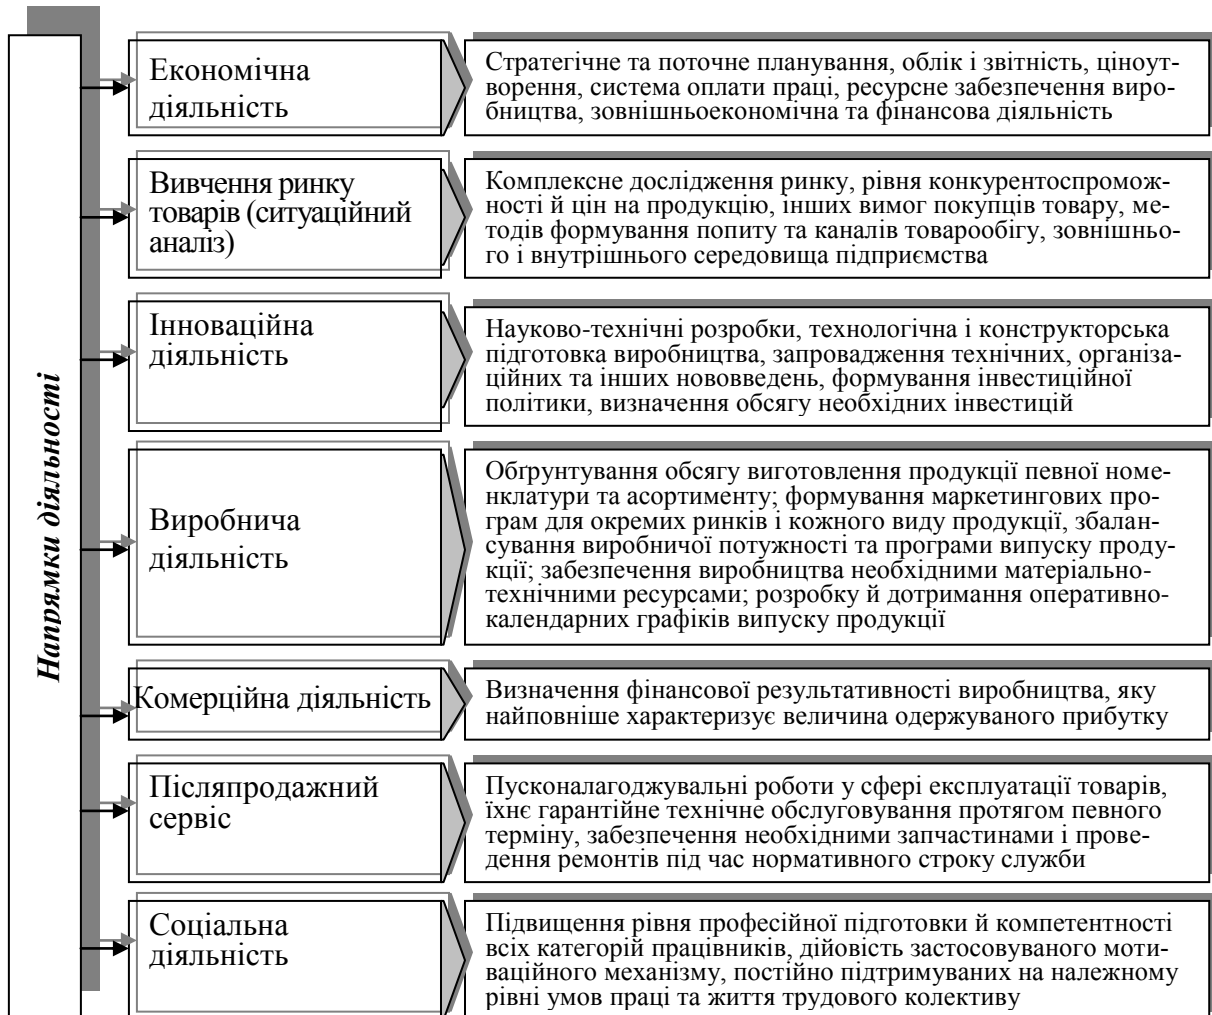 Напрямки діяльності
Економічна
діяльність
Стратегічне та поточне планування, облік і звітність, ціноут-
ворення, система оплати праці, ресурсне забезпечення виро-
бництва, зовнішньоекономічна та фінансова діяльність
Вивчення ринку
товарів (ситуаційний
аналіз)
Комплексне дослідження ринку, рівня конкурентоспромож-
ності й цін на продукцію, інших вимог покупців товару, ме-
тодів формування попиту та каналів товарообігу, зовнішньо-
го і внутрішнього середовища підприємства
Інноваційна
діяльність
Науково-технічні розробки, технологічна і конструкторська
підготовка виробництва, запровадження технічних, організа-
ційних та інших нововведень, формування інвестиційної
політики, визначення обсягу необхідних інвестицій
Виробнича
діяльність
Обґрунтування обсягу виготовлення продукції певної номе-
нклатури та асортименту; формування маркетингових про-
грам для окремих ринків і кожного виду продукції, збалан-
сування виробничої потужності та програми випуску проду-
кції; забезпечення виробництва необхідними матеріально-
технічними ресурсами; розробку й дотримання оперативно-
календарних графіків випуску продукції
Комерційна діяльність
Визначення фінансової результативності виробництва, яку
найповніше характеризує величина одержуваного прибутку
Післяпродажний
сервіс
Пусконалагоджувальні роботи у сфері експлуатації товарів,
їхнє гарантійне технічне обслуговування протягом певного
терміну, забезпечення необхідними запчастинами і прове-
дення ремонтів під час нормативного строку служби
Соціальна
діяльність
Підвищення рівня професійної підготовки й компетентності
всіх категорій працівників, дійовість застосовуваного моти-
ваційного механізму, постійно підтримуваних на належному
рівні умов праці та життя трудового колективу